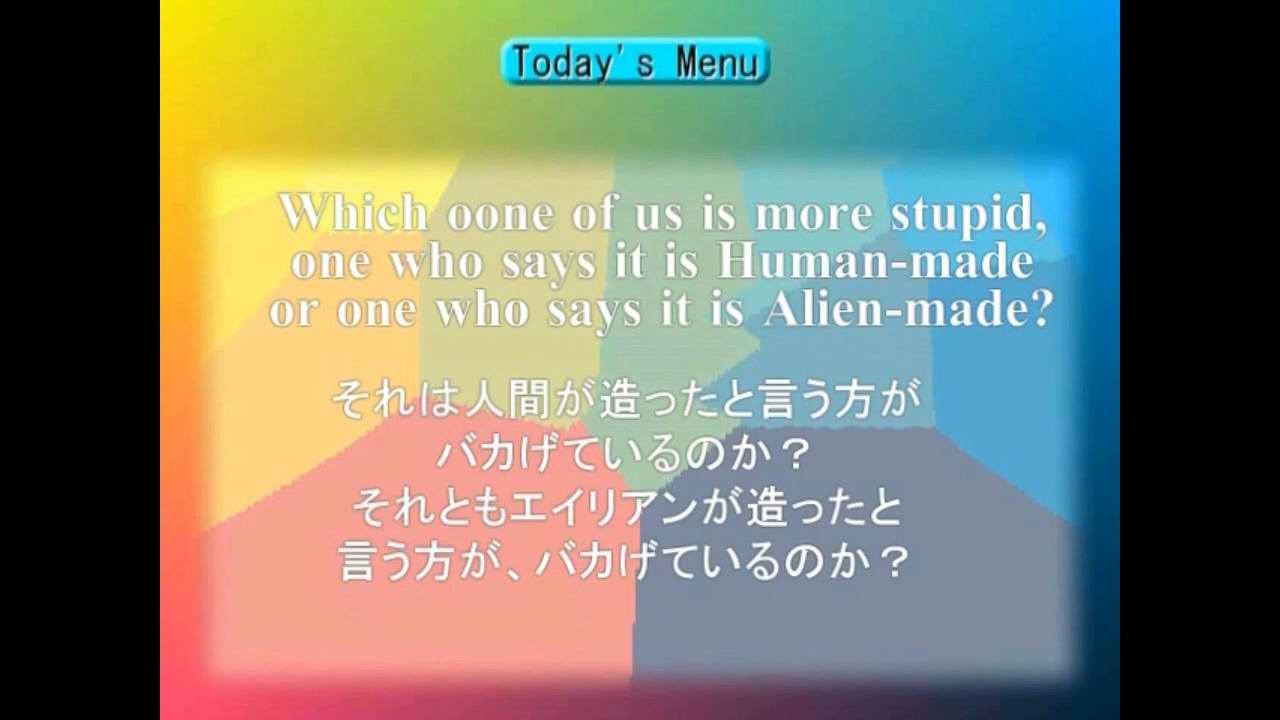 Today's Menu
Which oone of us is more stupid,
one who says it is Human-made
or one who says it is Alien-made?
それは人間が造ったと言う方が
バカげているのか？
それともエイリアンが造ったと
言う方が、バカげているのか？